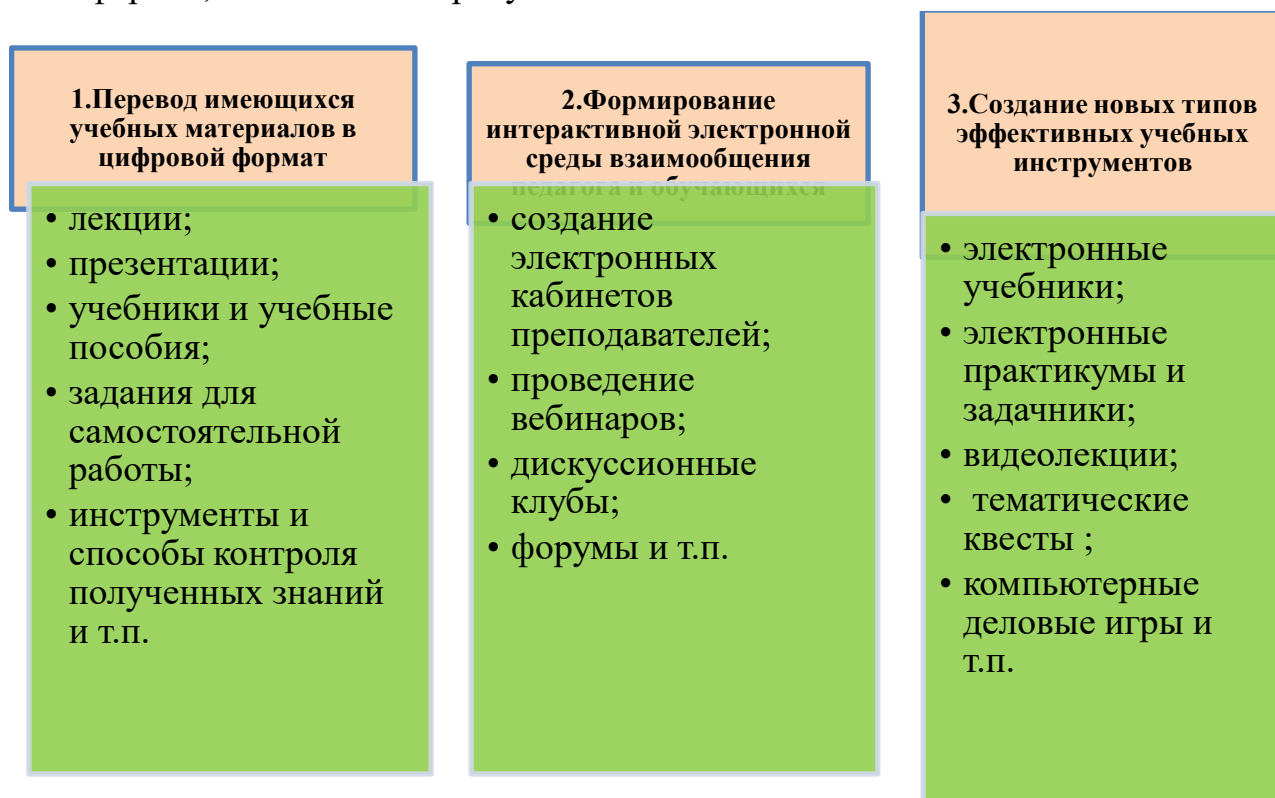 1.Перевод имеющихся
учебных материалов в
цифровой формат
• лекции;
• презентации;
• учебники и учебные
пособия;
• задания для
самостоятельной
работы;
• инструменты и
способы контроля
полученных знаний
и т.п.
2.Формирование
интерактивной электронной
среды взаимообщения
педагога и обучающихся
• создание
электронных
кабинетов
преподавателей;
• проведение
вебинаров;
• дискуссионные
клубы;
• форумы и т.п.
3.Создание новых типов
эффективных учебных
инструментов
• электронные
учебники;
• электронные
практикумы и
задачники;
• видеолекции;
• тематические
квесты ;
• компьютерные
деловые игры и
т.п.